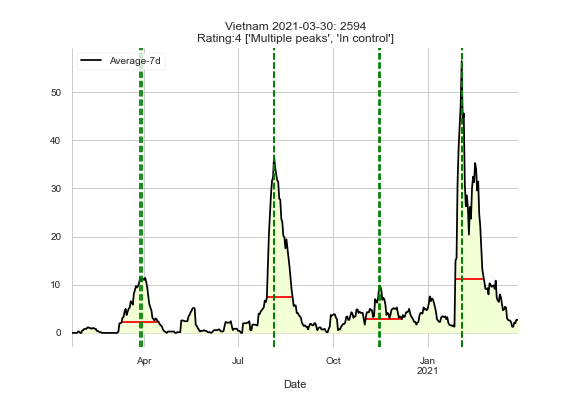 Vietnam 2021-03-30: 2594
Rating:4 ['Multiple peaks', 'In control']
Average-7d
50
40
30
20
10
0
Apr
Jul
Oct
Jan
2021
Date